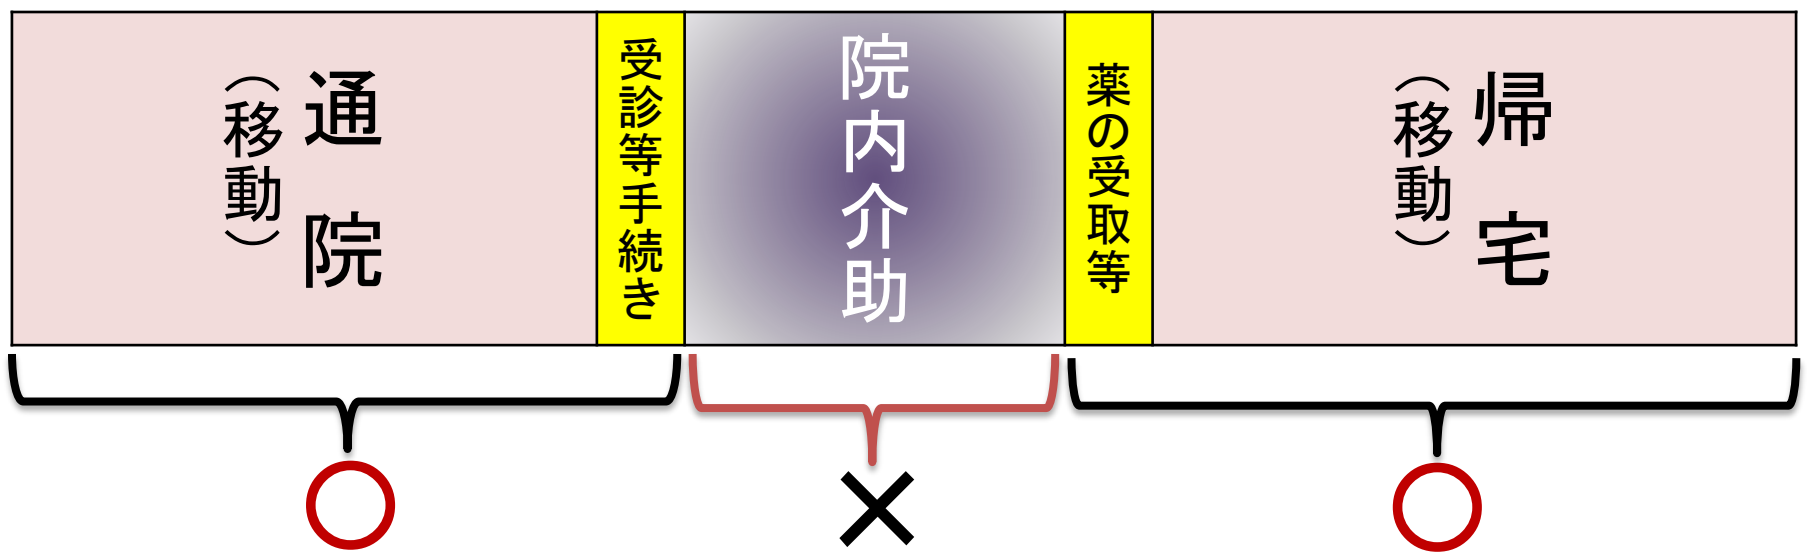 通院
（移動）
受診等手続き
院内介助
薬の受取等
帰宅
（移動）
○
×
○